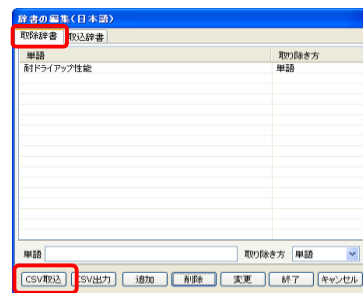 辞書の編集(日本語)
取除辞書 取込辞書
単語 取り除き方
耐ドライアップ性能 単語
単語 取り除き方 単語
CSV取込 CSV出力 追加 削除 変更 終了 キャンセル